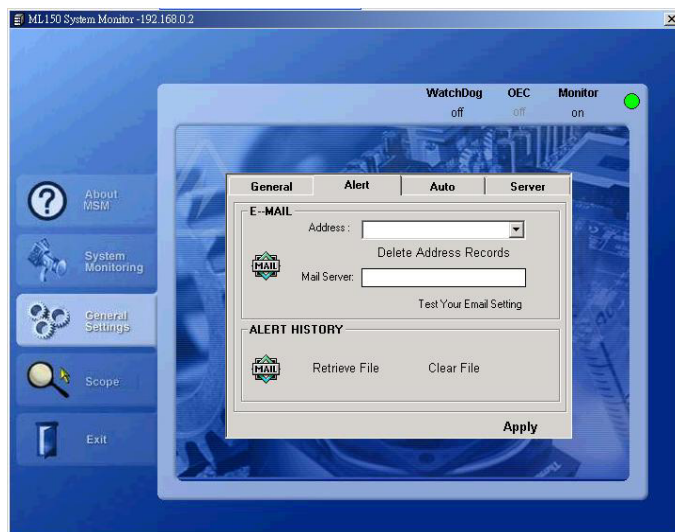 ML150 System Monitor -192.168.0.2
WatchDog OEC Monitor
off off on
About
MSM
System
Monitoring
General
Settings
Scope
Exit
General Alert Auto Server
E--MAIL
Address :
Delete Address Records
MAIL
Mail Server:
Test Your Email Setting
ALERT HISTORY
MAIL
Retrieve File Clear File
Apply